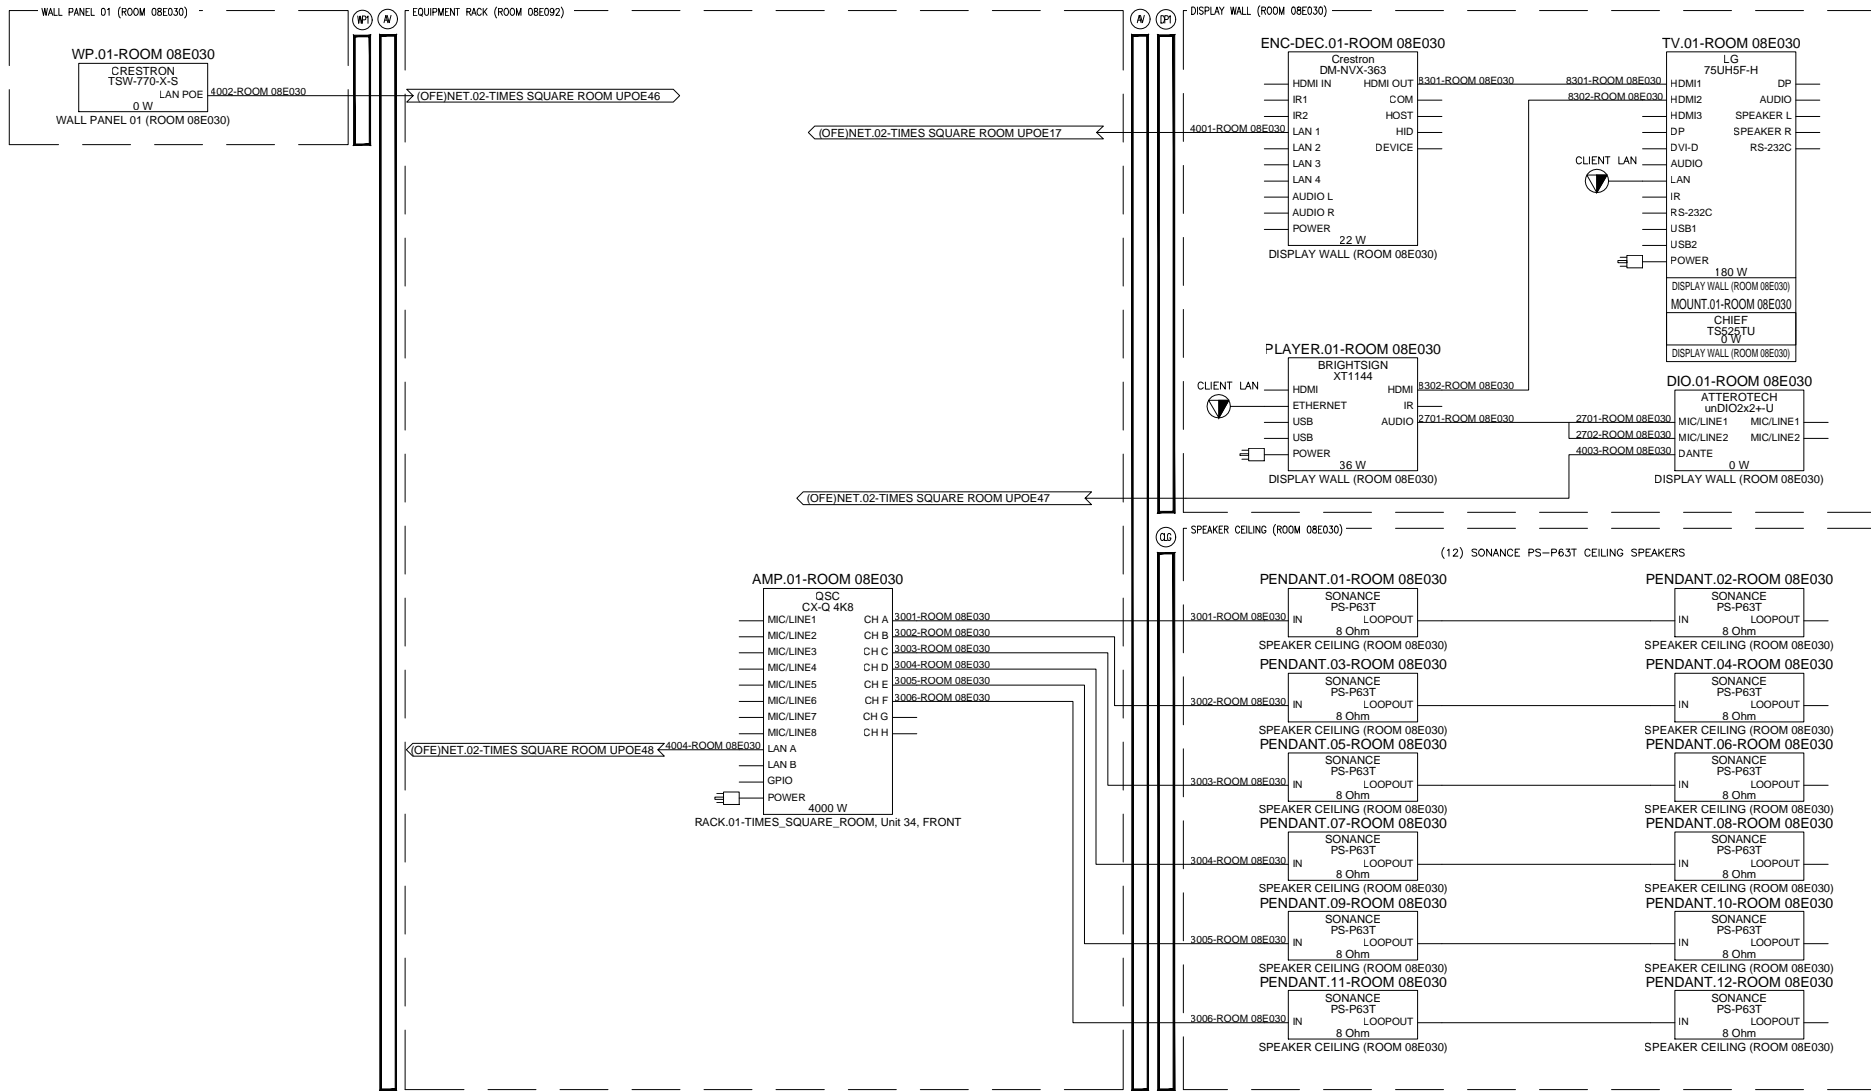 WALL PANEL 01 (ROOM 08E030)
WP1
AV
EQUIPMENT RACK (ROOM 08E092)
AV
DP1
DISPLAY WALL (ROOM 08E030)
WP.01-ROOM 08E030
CRESTRON
TSW-770-X-S
LAN POE
4002-ROOM 08E030
0 W
WALL PANEL 01 (ROOM 08E030)
(OFE)NET.02-TIMES SQUARE ROOM UPOE46
(OFE)NET.02-TIMES SQUARE ROOM UPOE17
4001-ROOM 08E030
ENC-DEC.01-ROOM 08E030
Crestron
DM-NVX-363
HDMI IN HDMI OUT
IR1 COM
IR2 HOST
LAN 1 HID
LAN 2 DEVICE
LAN 3
LAN 4
AUDIO L
AUDIO R
POWER
22 W
DISPLAY WALL (ROOM 08E030)
8301-ROOM 08E030
8301-ROOM 08E030
8302-ROOM 08E030
TV.01-ROOM 08E030
LG
75UH5F-H
HDMI1 DP
HDMI2 AUDIO
HDMI3 SPEAKER L
DP SPEAKER R
DVI-D RS-232C
AUDIO
CLIENT LAN
LAN
IR
RS-232C
USB1
USB2
POWER
180 W
DISPLAY WALL (ROOM 08E030)
MOUNT.01-ROOM 08E030
CHIEF
TS525TU
0 W
DISPLAY WALL (ROOM 08E030)
PLAYER.01-ROOM 08E030
BRIGHTSIGN
XT1144
CLIENT LAN
HDMI HDMI
8302-ROOM 08E030
ETHERNET IR
USB AUDIO
2701-ROOM 08E030
USB
POWER
36 W
DISPLAY WALL (ROOM 08E030)
DIO.01-ROOM 08E030
ATTEROTECH
unDIO2x2+-U
2701-ROOM 08E030
MIC/LINE1 MIC/LINE1
2702-ROOM 08E030
MIC/LINE2 MIC/LINE2
4003-ROOM 08E030
DANTE
0 W
DISPLAY WALL (ROOM 08E030)
(OFE)NET.02-TIMES SQUARE ROOM UPOE47
CLG
SPEAKER CEILING (ROOM 08E030)
(12) SONANCE PS-P63T CEILING SPEAKERS
AMP.01-ROOM 08E030
QSC
CX-Q 4K8
MIC/LINE1 CH A 3001-ROOM 08E030
MIC/LINE2 CH B 3002-ROOM 08E030
MIC/LINE3 CH C 3003-ROOM 08E030
MIC/LINE4 CH D 3004-ROOM 08E030
MIC/LINE5 CH E 3005-ROOM 08E030
MIC/LINE6 CH F 3006-ROOM 08E030
MIC/LINE7 CH G
MIC/LINE8 CH H
(OFE)NET.02-TIMES SQUARE ROOM UPOE48 4004-ROOM 08E030 LAN A
LAN B
GPIO
POWER
4000 W
RACK.01-TIMES_SQUARE_ROOM, Unit 34, FRONT
PENDANT.01-ROOM 08E030 PENDANT.02-ROOM 08E030
SONANCE SONANCE
PS-P63T PS-P63T
3001-ROOM 08E030 IN LOOPOUT IN LOOPOUT
8 Ohm 8 Ohm
SPEAKER CEILING (ROOM 08E030) SPEAKER CEILING (ROOM 08E030)
PENDANT.03-ROOM 08E030 PENDANT.04-ROOM 08E030
SONANCE SONANCE
PS-P63T PS-P63T
3002-ROOM 08E030 IN LOOPOUT IN LOOPOUT
8 Ohm 8 Ohm
SPEAKER CEILING (ROOM 08E030) SPEAKER CEILING (ROOM 08E030)
PENDANT.05-ROOM 08E030 PENDANT.06-ROOM 08E030
SONANCE SONANCE
PS-P63T PS-P63T
3003-ROOM 08E030 IN LOOPOUT IN LOOPOUT
8 Ohm 8 Ohm
SPEAKER CEILING (ROOM 08E030) SPEAKER CEILING (ROOM 08E030)
PENDANT.07-ROOM 08E030 PENDANT.08-ROOM 08E030
SONANCE SONANCE
PS-P63T PS-P63T
3004-ROOM 08E030 IN LOOPOUT IN LOOPOUT
8 Ohm 8 Ohm
SPEAKER CEILING (ROOM 08E030) SPEAKER CEILING (ROOM 08E030)
PENDANT.09-ROOM 08E030 PENDANT.10-ROOM 08E030
SONANCE SONANCE
PS-P63T PS-P63T
3005-ROOM 08E030 IN LOOPOUT IN LOOPOUT
8 Ohm 8 Ohm
SPEAKER CEILING (ROOM 08E030) SPEAKER CEILING (ROOM 08E030)
PENDANT.11-ROOM 08E030 PENDANT.12-ROOM 08E030
SONANCE SONANCE
PS-P63T PS-P63T
3006-ROOM 08E030 IN LOOPOUT IN LOOPOUT
8 Ohm 8 Ohm
SPEAKER CEILING (ROOM 08E030) SPEAKER CEILING (ROOM 08E030)